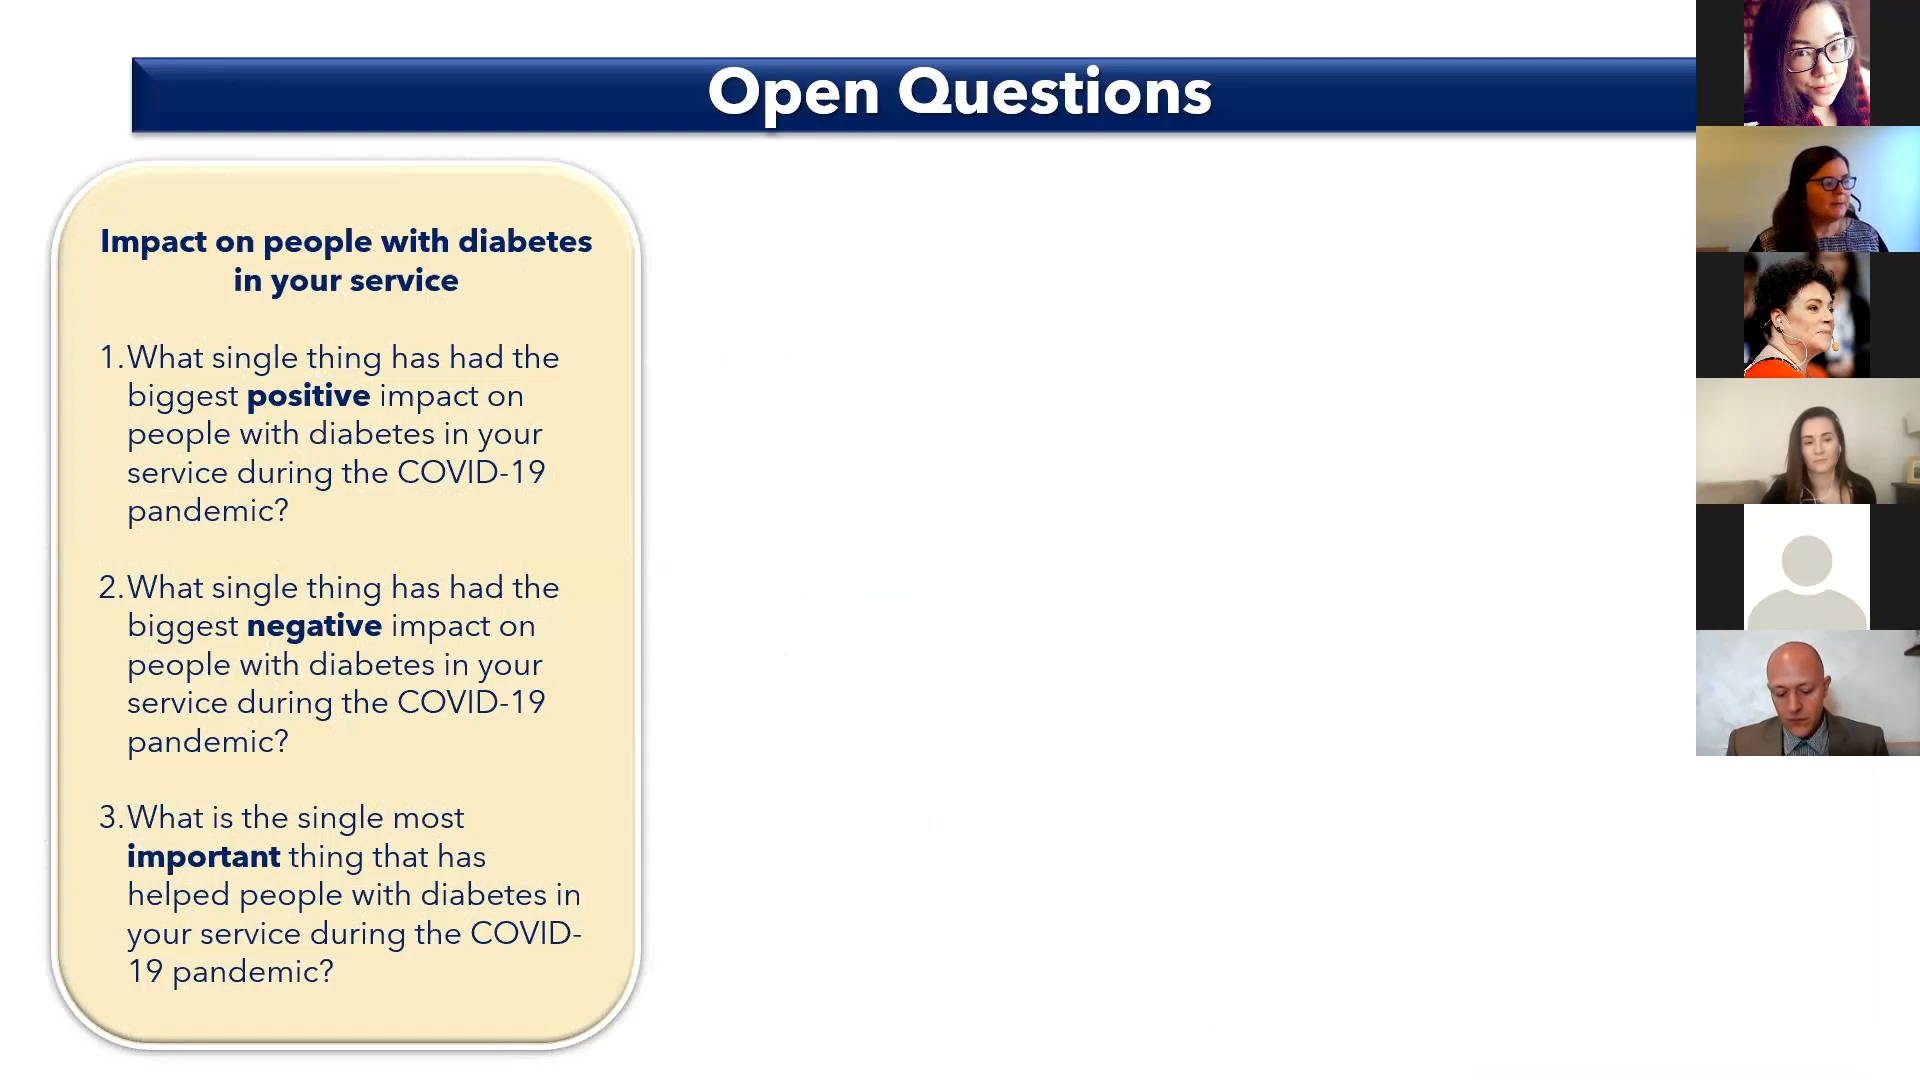 Open Questions
Impact on people with diabetes
in your service
1.What single thing has had the
biggest positive impact on
people with diabetes in your
service during the COVID-19
pandemic?
2.What single thing has had the
biggest negative impact on
people with diabetes in your
service during the COVID-19
pandemic?
3.What is the single most
important thing that has
helped people with diabetes in
your service during the COVID-
19 pandemic?